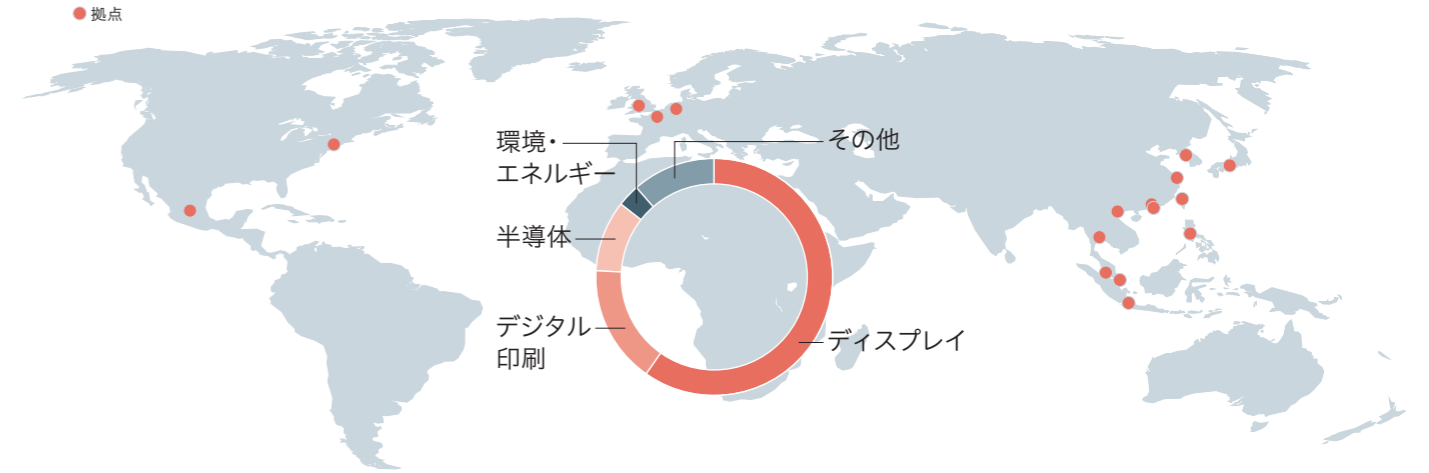 拠点
環境・
エネルギー
その他
半導体
デジタル
印刷
ディスプレイ